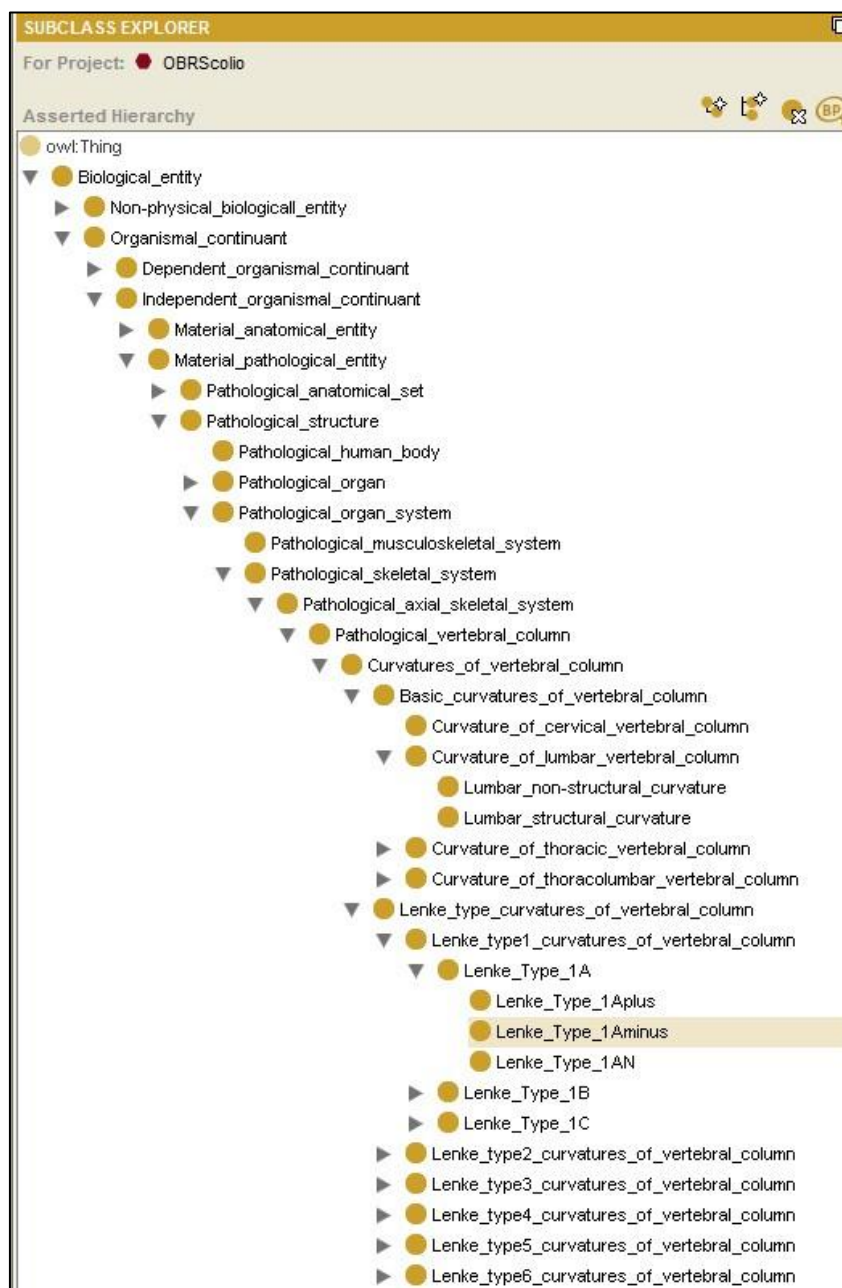 SUBCLASS EXPLORER
For Project: OBRScolio
Asserted Hierarchy
BP
owl:Thing
Biological_entity
Non-physical_biologicall_entity
Organismal_continuant
Dependent_organismal_continuant
Independent_organismal_continuant
Material_anatomical_entity
Material_pathological_entity
Pathological_anatomical_set
Pathological_structure
Pathological_human_body
Pathological_organ
Pathological_organ_system
Pathological_musculoskeletal_system
Pathological_skeletal_system
Pathological_axial_skeletal_system
Pathological_vertebral_column
Curvatures_of_vertebral_column
Basic_curvatures_of_vertebral_column
Curvature_of_cervical_vertebral_column
Curvature_of_lumbar_vertebral_column
Lumbar_non-structural_curvature
Lumbar_structural_curvature
Curvature_of_thoracic_vertebral_column
Curvature_of_thoracolumbar_vertebral_column
Lenke_type_curvatures_of_vertebral_column
Lenke_type1_curvatures_of_vertebral_column
Lenke_Type_1A
Lenke_Type_1Aplus
Lenke_Type_1Aminus
Lenke_Type_1AN
Lenke_Type_1B
Lenke_Type_1C
Lenke_type2_curvatures_of_vertebral_column
Lenke_type3_curvatures_of_vertebral_column
Lenke_type4_curvatures_of_vertebral_column
Lenke_type5_curvatures_of_vertebral_column
Lenke_type6_curvatures_of_vertebral_column